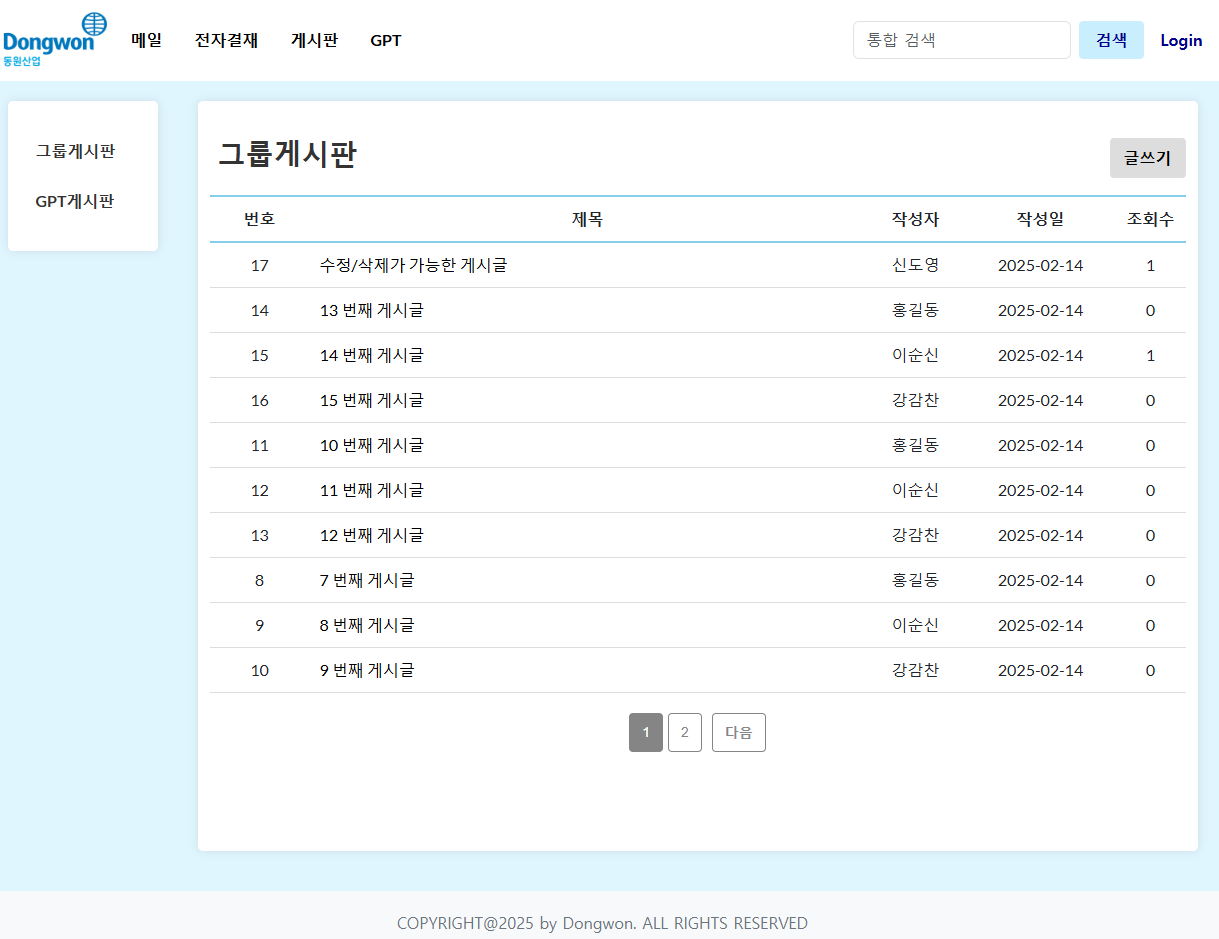 Dongwon
동원산업
메일 전자결재 게시판 GPT 통합 검색 검색 Login
그룹게시판
GPT게시판
그룹게시판
글쓰기
번호 제목 작성자 작성일 조회수
17 수정/삭제가 가능한 게시글 신도영 2025-02-14 1
14 13 번째 게시글 홍길동 2025-02-14 0
15 14 번째 게시글 이순신 2025-02-14 1
16 15 번째 게시글 강감찬 2025-02-14 0
11 10 번째 게시글 홍길동 2025-02-14 0
12 11 번째 게시글 이순신 2025-02-14 0
13 12 번째 게시글 강감찬 2025-02-14 0
8 7 번째 게시글 홍길동 2025-02-14 0
9 8 번째 게시글 이순신 2025-02-14 0
10 9 번째 게시글 강감찬 2025-02-14 0
1 2 다음
COPYRIGHT@2025 by Dongwon. ALL RIGHTS RESERVED